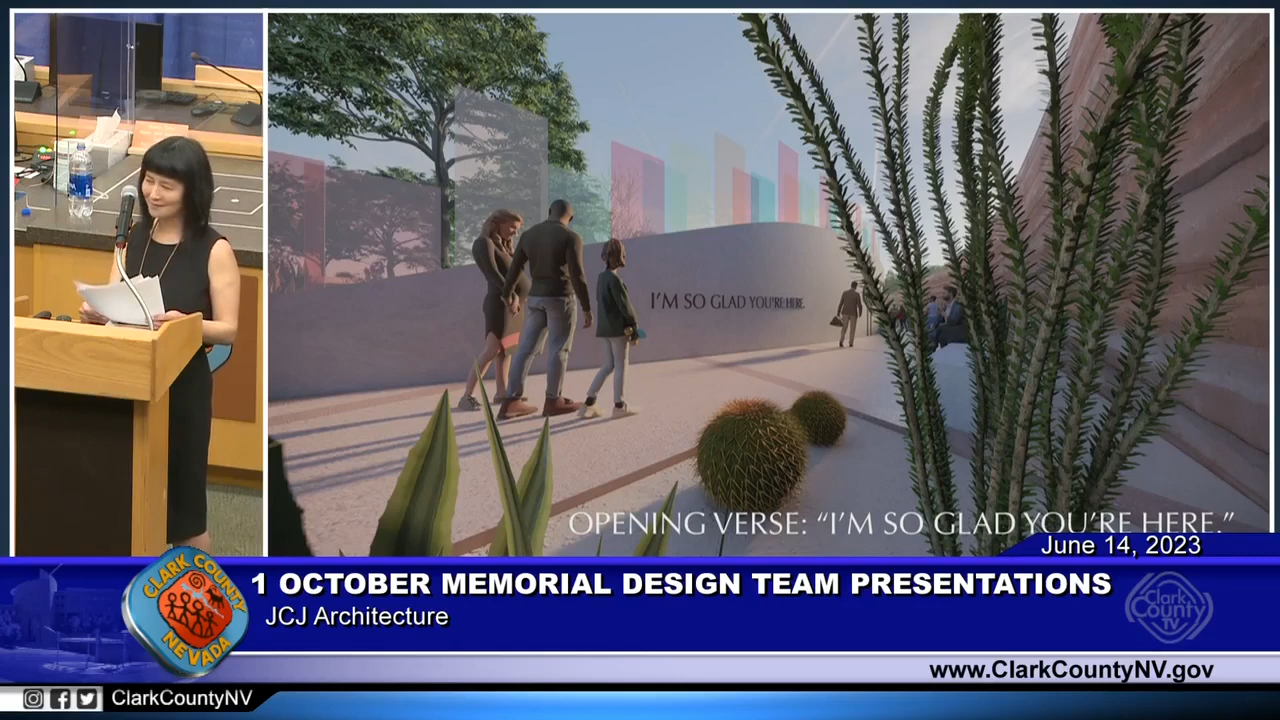 I'M SO GLAD YOU'RE HERE.
OPENING VERSE: "I'M SO GLAD YOU'RE HERE."
June 14, 2023
1 OCTOBER MEMORIAL DESIGN TEAM PRESENTATIONS
JCJ Architecture
CLARK COUNTY
NEVADA
Clark
County
TV
www.ClarkCountyNV.gov
ClarkCountyNV